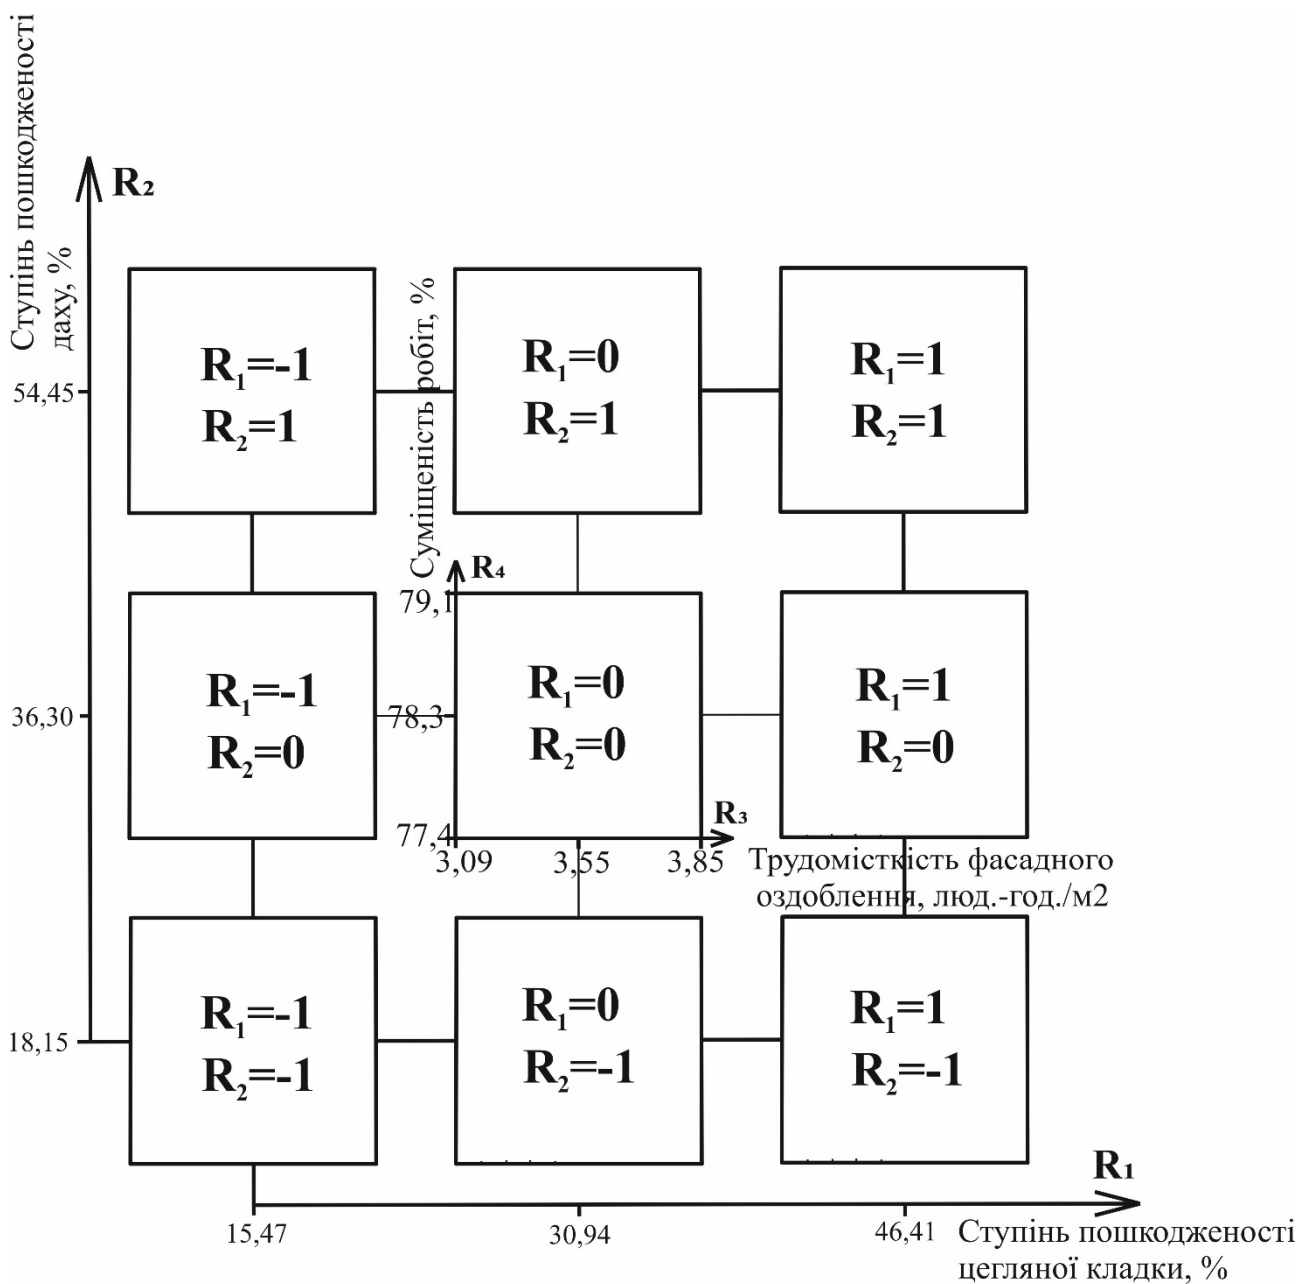 Ступінь пошкодженості
даху, %
R₂
R₁=-1
R₂=1
R₁=0
R₂=1
R₁=1
R₂=1
54,45
Суміщеність робіт, %
R₄
79,1
R₁=-1
R₂=0
R₁=0
R₂=0
R₁=1
R₂=0
36,30
78,3
77,4
R₃
3,09
3,55
3,85
Трудомісткість фасадного
оздоблення, люд.-год./м2
R₁=-1
R₂=-1
R₁=0
R₂=-1
R₁=1
R₂=-1
18,15
R₁
15,47
30,94
46,41
Ступінь пошкодженості
цегляної кладки, %